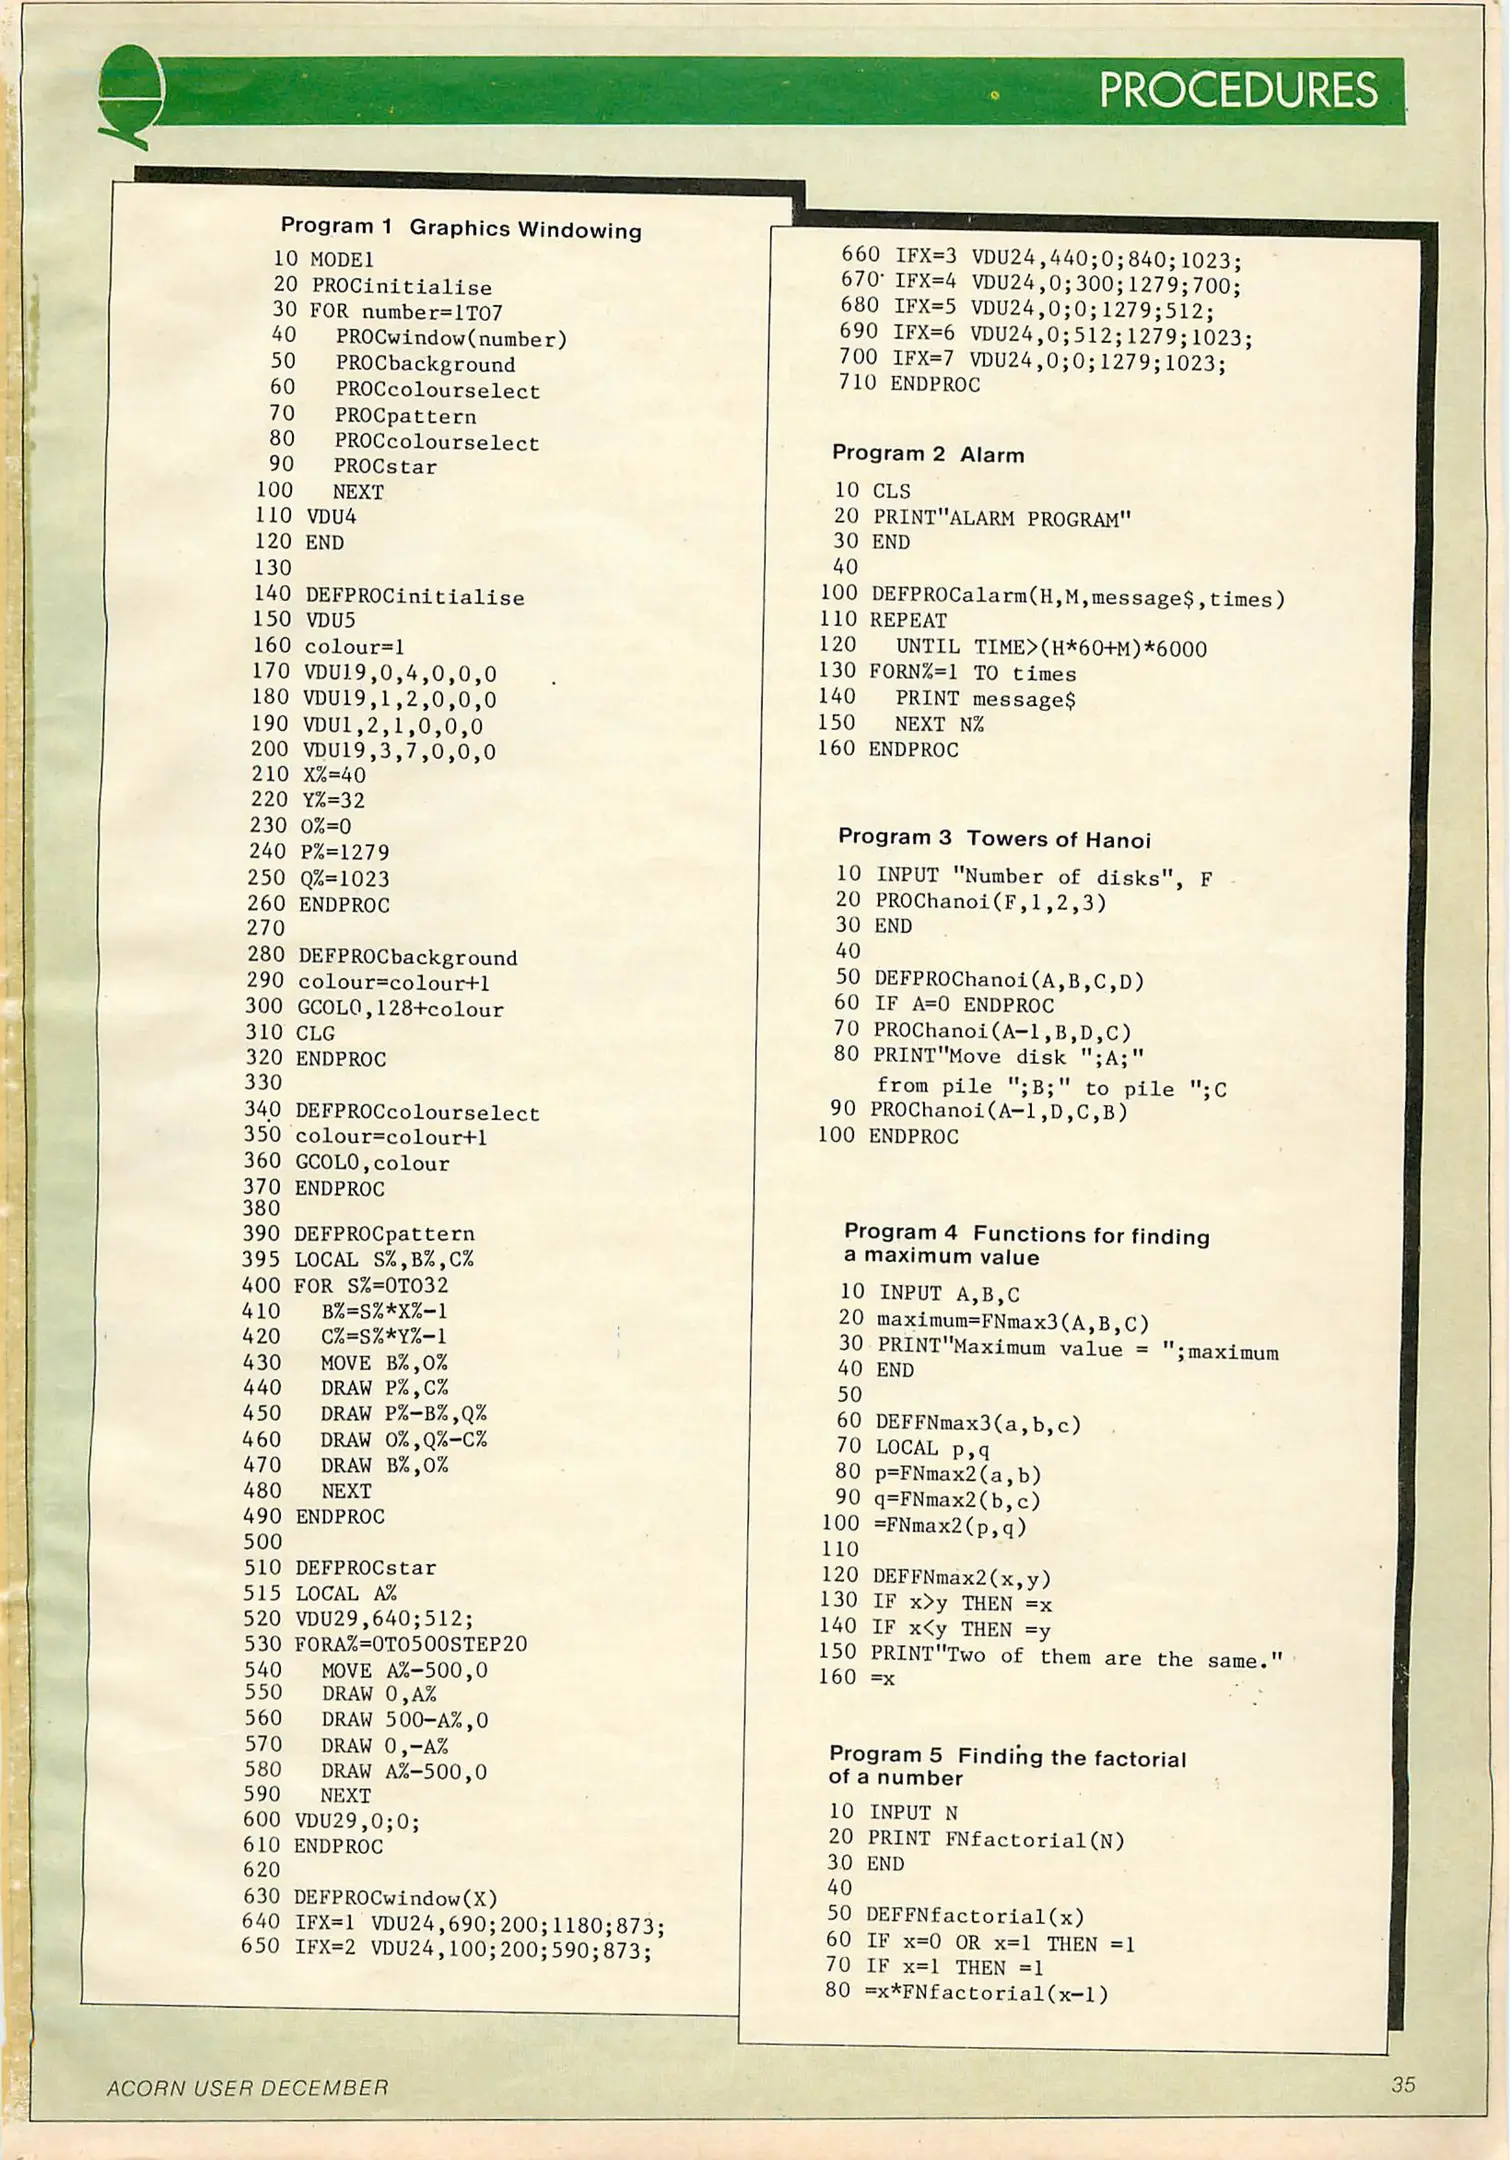 PROCEDURES
Program 1 Graphics Windowing
10 MODE1
20 PROCinitialise
30 FOR number=1TO7
40 PROCwindow(number)
50 PROCbackground
60 PROCcolourselect
70 PROCpattern
80 PROCcolourselect
90 PROCstar
100 NEXT
110 VDU4
120 END
130
140 DEFPROCinitialise
150 VDU5
160 colour=1
170 VDU19,0,4,0,0,0
180 VDU19,1,2,0,0,0
190 VDU1,2,1,0,0,0
200 VDU19,3,7,0,0,0
210 X%=40
220 Y%=32
230 O%=0
240 P%=1279
250 Q%=1023
260 ENDPROC
270
280 DEFPROCbackground
290 colour=colour+1
300 GCOL0,128+colour
310 CLG
320 ENDPROC
330
340 DEFPROCcolourselect
350 colour=colour+1
360 GCOL0,colour
370 ENDPROC
380
390 DEFPROCpattern
395 LOCAL S%,B%,C%
400 FOR S%=0TO32
410 B%=S%*X%-1
420 C%=S%*Y%-1
430 MOVE B%,O%
440 DRAW P%,C%
450 DRAW P%-B%,Q%
460 DRAW O%,Q%-C%
470 DRAW B%,O%
480 NEXT
490 ENDPROC
500
510 DEFPROCstar
515 LOCAL A%
520 VDU29,640;512;
530 FORA%=0TO500STEP20
540 MOVE A%-500,0
550 DRAW 0,A%
560 DRAW 500-A%,0
570 DRAW 0,-A%
580 DRAW A%-500,0
590 NEXT
600 VDU29,0;0;
610 ENDPROC
620
630 DEFPROCwindow(X)
640 IFX=1 VDU24,690;200;1180;873;
650 IFX=2 VDU24,100;200;590;873;
660 IFX=3 VDU24,440;0;840;1023;
670 IFX=4 VDU24,0;300;1279;700;
680 IFX=5 VDU24,0;0;1279;512;
690 IFX=6 VDU24,0;512;1279;1023;
700 IFX=7 VDU24,0;0;1279;1023;
710 ENDPROC
Program 2 Alarm
10 CLS
20 PRINT"ALARM PROGRAM"
30 END
40
100 DEFPROCalarm(H,M,message$,times)
110 REPEAT
120 UNTIL TIME>(H*60+M)*6000
130 FORN%=1 TO times
140 PRINT message$
150 NEXT N%
160 ENDPROC
Program 3 Towers of Hanoi
10 INPUT "Number of disks", F
20 PROChanoi(F,1,2,3)
30 END
40
50 DEFPROChanoi(A,B,C,D)
60 IF A=0 ENDPROC
70 PROChanoi(A-1,B,D,C)
80 PRINT"Move disk ";A;"
from pile ";B;" to pile ";C
90 PROChanoi(A-1,D,C,B)
100 ENDPROC
Program 4 Functions for finding
a maximum value
10 INPUT A,B,C
20 maximum=FNmax3(A,B,C)
30 PRINT"Maximum value = ";maximum
40 END
50
60 DEFFNmax3(a,b,c)
70 LOCAL p,q
80 p=FNmax2(a,b)
90 q=FNmax2(b,c)
100 =FNmax2(p,q)
110
120 DEFFNmax2(x,y)
130 IF x>y THEN =x
140 IF x<y THEN =y
150 PRINT"Two of them are the same."
160 =x
Program 5 Finding the factorial
of a number
10 INPUT N
20 PRINT FNfactorial(N)
30 END
40
50 DEFFNfactorial(x)
60 IF x=0 OR x=1 THEN =1
70 IF x=1 THEN =1
80 =x*FNfactorial(x-1)
ACORN USER DECEMBER
35